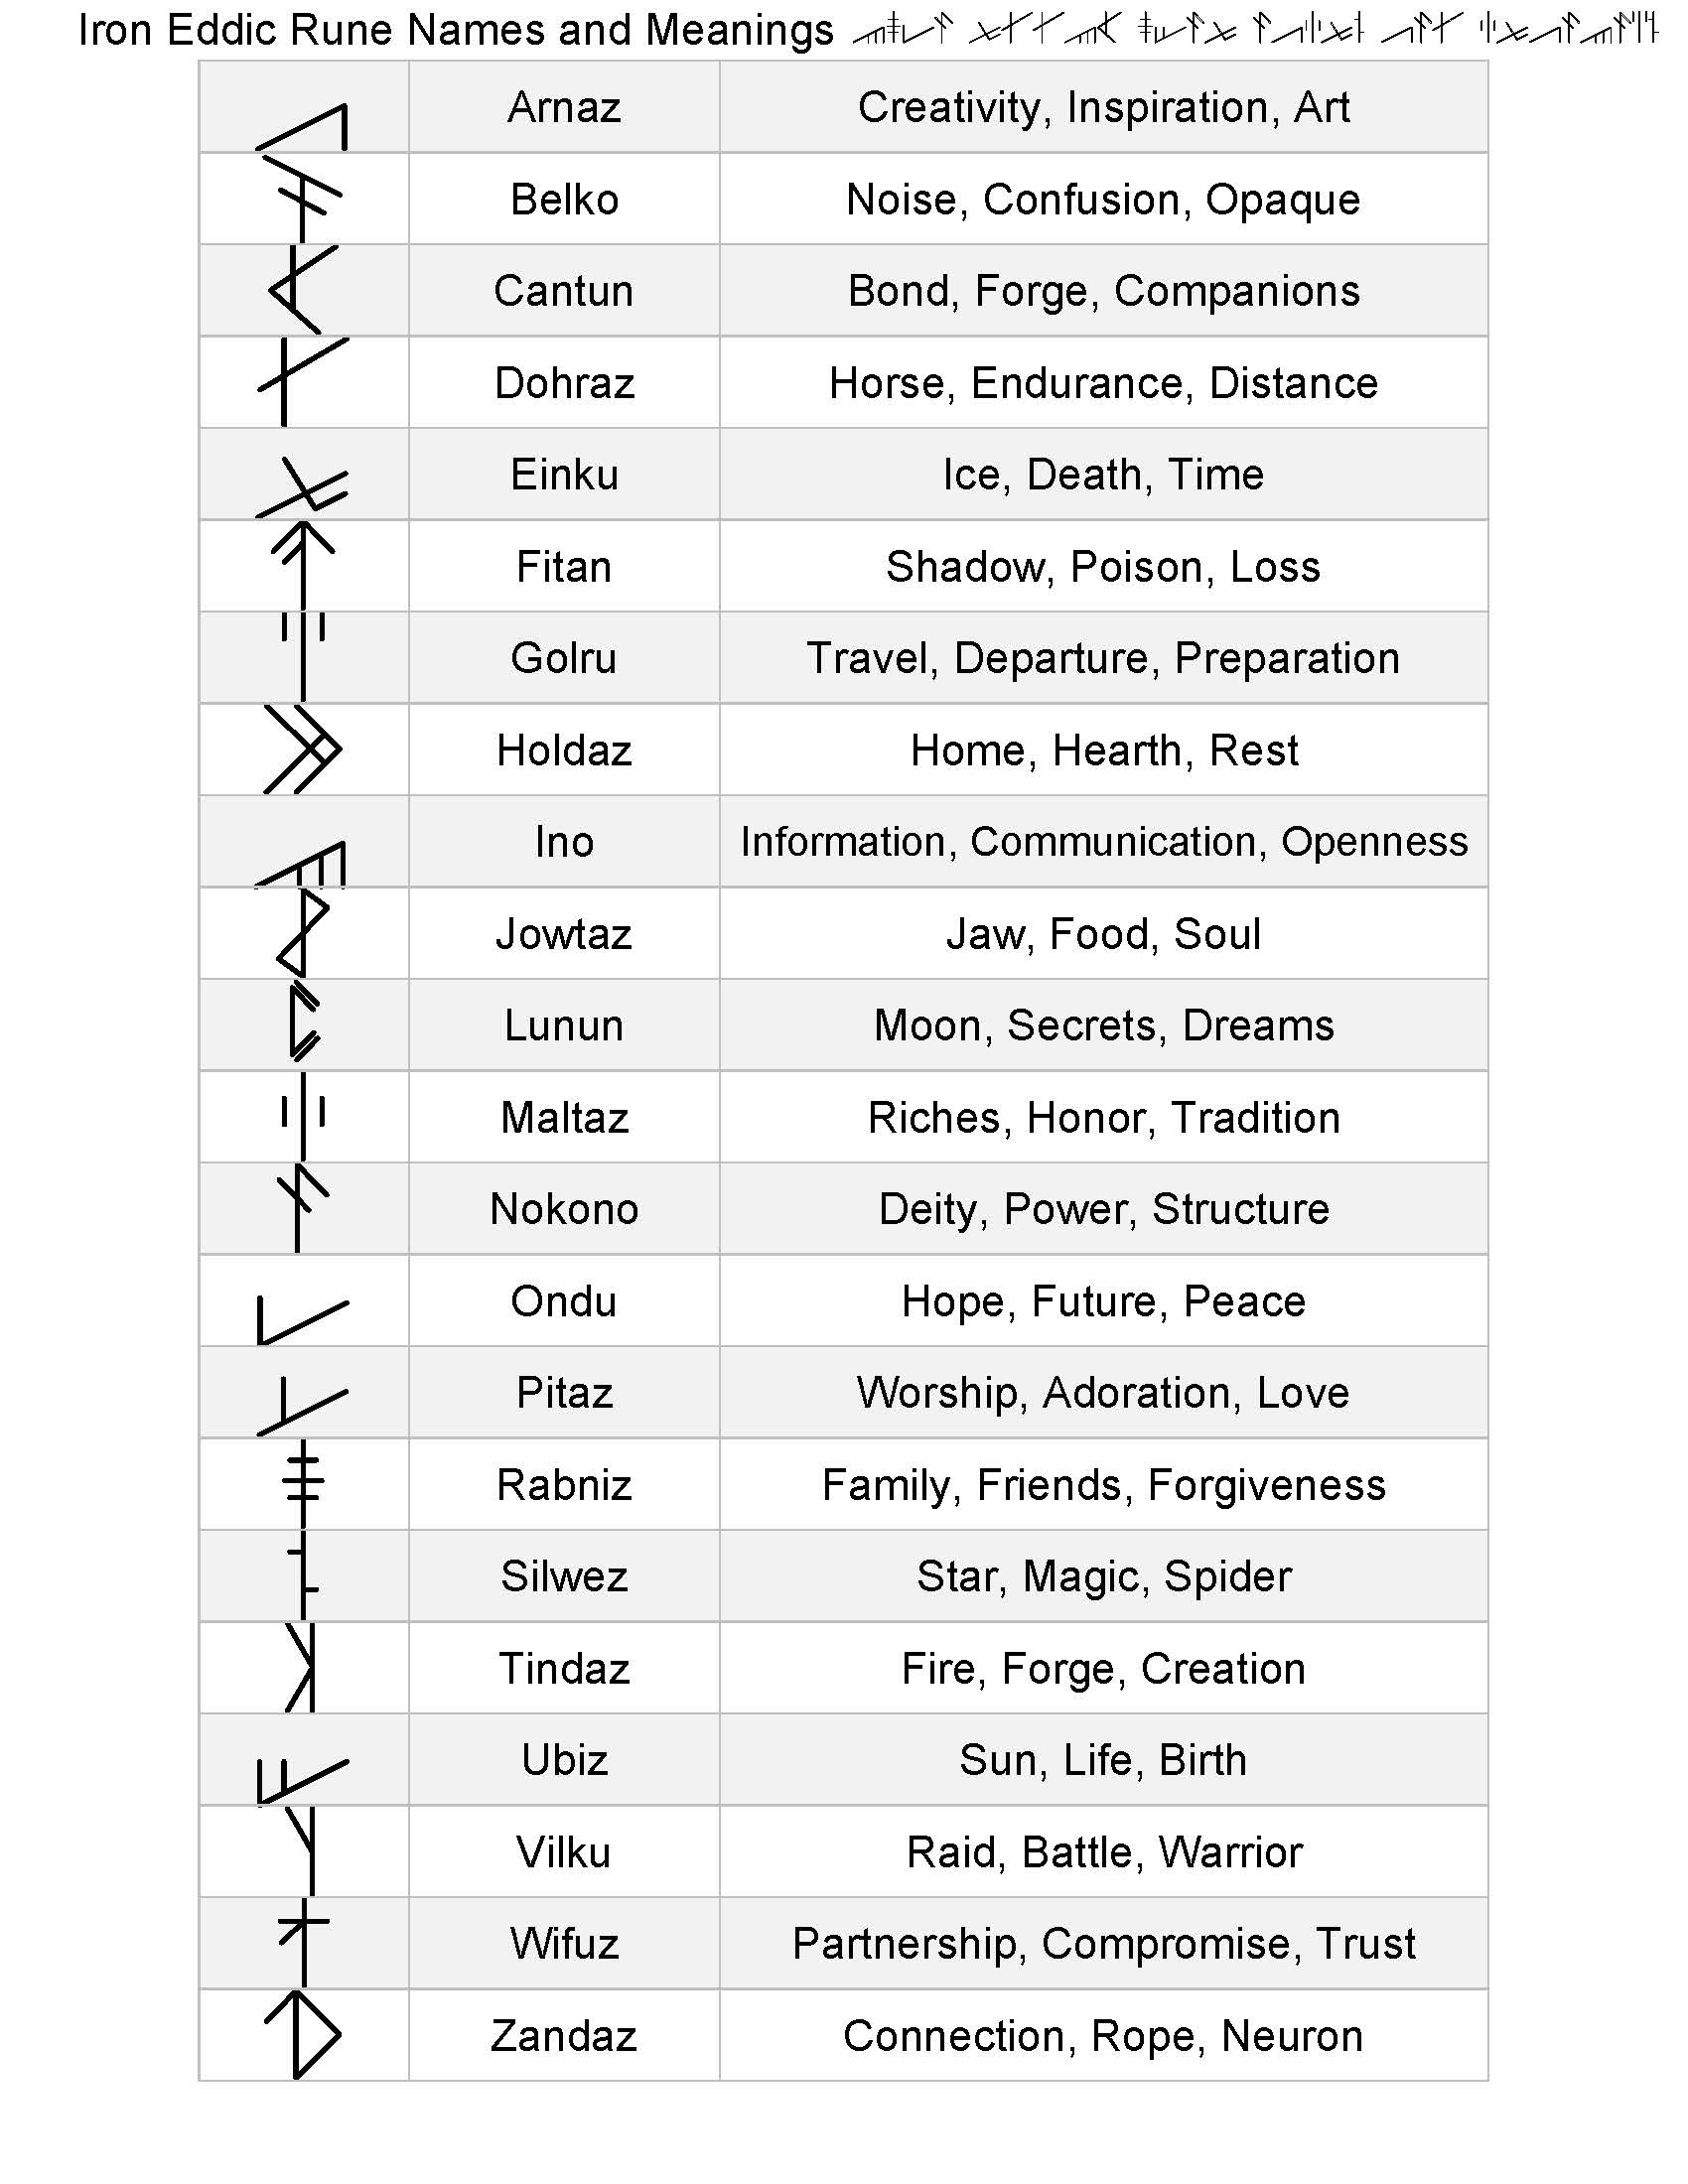 Iron Eddic Rune Names and Meanings
Arnaz Creativity, Inspiration, Art
Belko Noise, Confusion, Opaque
Cantun Bond, Forge, Companions
Dohraz Horse, Endurance, Distance
Einku Ice, Death, Time
Fitan Shadow, Poison, Loss
Golru Travel, Departure, Preparation
Holdaz Home, Hearth, Rest
Ino Information, Communication, Openness
Jowtaz Jaw, Food, Soul
Lunun Moon, Secrets, Dreams
Maltaz Riches, Honor, Tradition
Nokono Deity, Power, Structure
Ondu Hope, Future, Peace
Pitaz Worship, Adoration, Love
Rabniz Family, Friends, Forgiveness
Silwez Star, Magic, Spider
Tindaz Fire, Forge, Creation
Ubiz Sun, Life, Birth
Vilku Raid, Battle, Warrior
Wifuz Partnership, Compromise, Trust
Zandaz Connection, Rope, Neuron